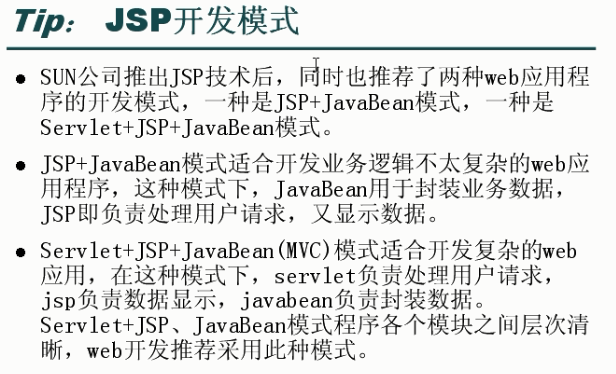 Tip： JSP开发模式
● SUN公司推出JSP技术后，同时也推荐了两种web应用程
序的开发模式，一种是JSP+JavaBean模式，一种是
Servlet+JSP+JavaBean模式。
● JSP+JavaBean模式适合开发业务逻辑不太复杂的web应
用程序，这种模式下，JavaBean用于封装业务数据，
JSP即负责处理用户请求，又显示数据。
● Servlet+JSP+JavaBean(MVC)模式适合开发复杂的web
应用，在这种模式下，servlet负责处理用户请求，
jsp负责数据显示，javabean负责封装数据。
Servlet+JSP、JavaBean模式程序各个模块之间层次清
晰，web开发推荐采用此种模式。